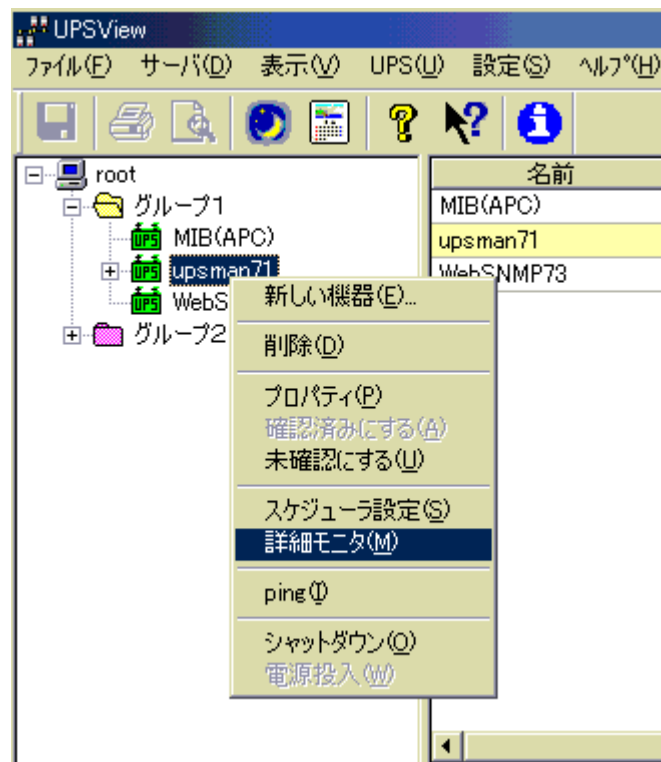 UPSView
ファイル(F) サーバ(D) 表示(V) UPS(U) 設定(S) ヘルプ(H)
root
グループ1
MIB(APC)
upsman71
WebS
グループ2
名前
MIB(APC)
upsman71
WebSNMP73
新しい機器(E)...
削除(D)
プロパティ(P)
確認済みにする(A)
未確認にする(U)
スケジューラ設定(S)
詳細モニタ(M)
ping(I)
シャットダウン(O)
電源投入(W)